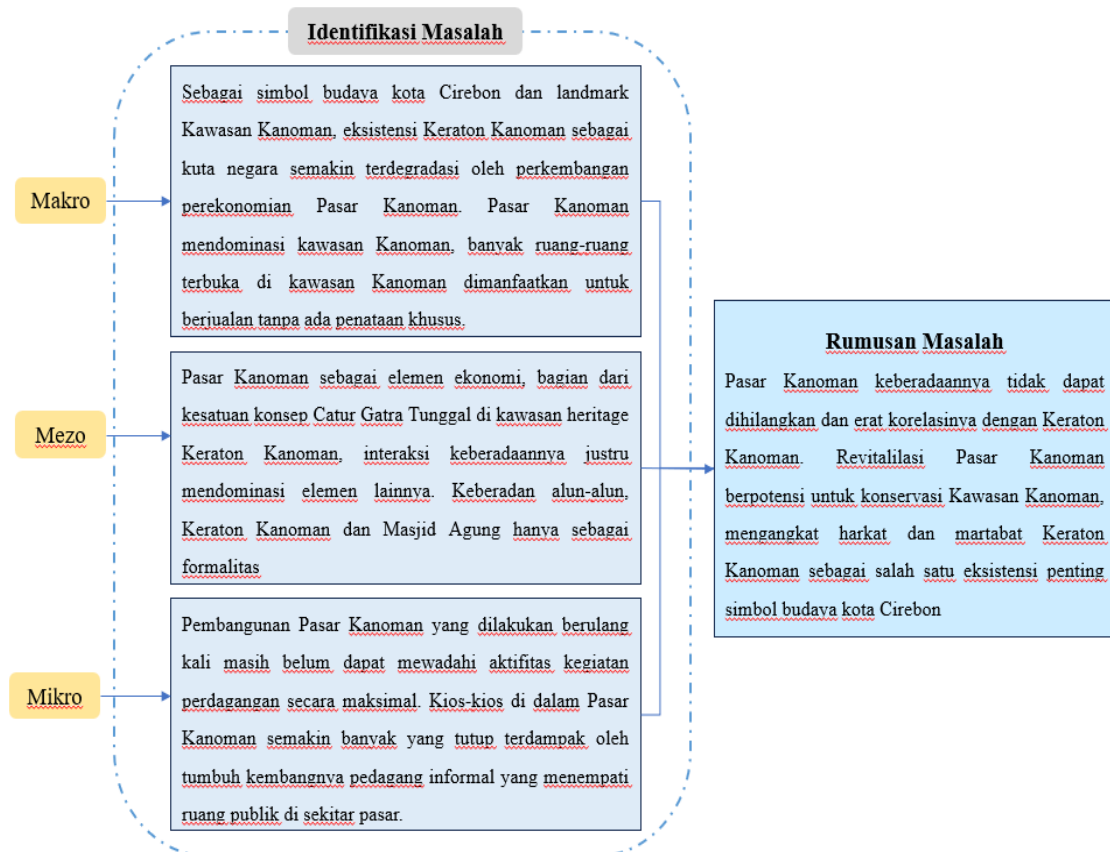 Identifikasi Masalah
Makro
Sebagai simbol budaya kota Cirebon dan landmark
Kawasan Kanoman, eksistensi Keraton Kanoman sebagai
kuta negara semakin terdegradasi oleh perkembangan
perekonomian Pasar Kanoman. Pasar Kanoman
mendominasi kawasan Kanoman, banyak ruang-ruang
terbuka di kawasan Kanoman dimanfaatkan untuk
berjualan tanpa ada penataan khusus.
Mezo
Pasar Kanoman sebagai elemen ekonomi, bagian dari
kesatuan konsep Catur Gatra Tunggal di kawasan heritage
Keraton Kanoman, interaksi keberadaannya justru
mendominasi elemen lainnya. Keberadan alun-alun,
Keraton Kanoman dan Masjid Agung hanya sebagai
formalitas
Mikro
Pembangunan Pasar Kanoman yang dilakukan berulang
kali masih belum dapat mewadahi aktifitas kegiatan
perdagangan secara maksimal. Kios-kios di dalam Pasar
Kanoman semakin banyak yang tutup terdampak oleh
tumbuh kembangnya pedagang informal yang menempati
ruang publik di sekitar pasar.
Rumusan Masalah
Pasar Kanoman keberadaannya tidak dapat
dihilangkan dan erat korelasinya dengan Keraton
Kanoman. Revitalilasi Pasar Kanoman
berpotensi untuk konservasi Kawasan Kanoman,
mengangkat harkat dan martabat Keraton
Kanoman sebagai salah satu eksistensi penting
simbol budaya kota Cirebon